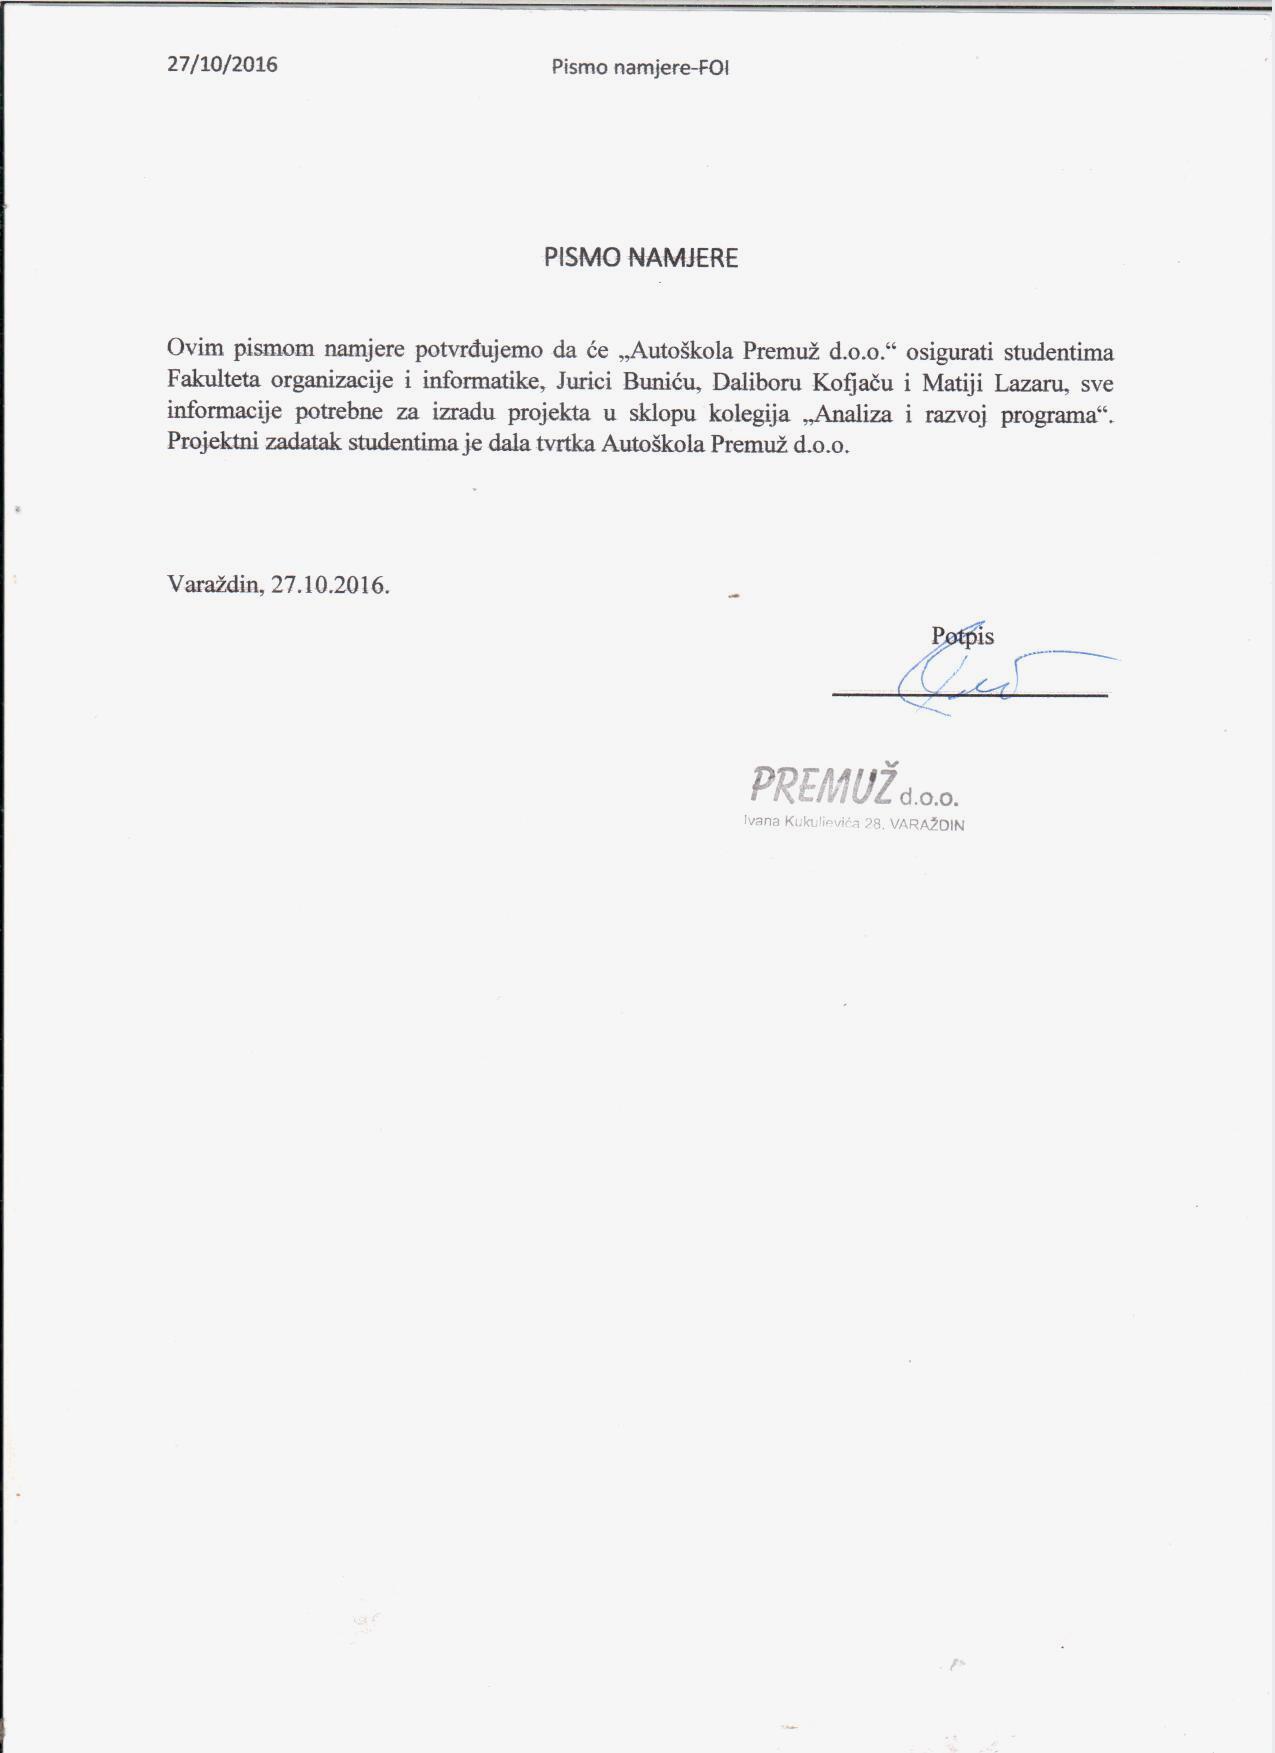 27/10/2016
Pismo namjere-FOI
PISMO NAMJERE
Ovim pismom namjere potvrđujemo da će „Autoškola Premuž d.o.o.“ osigurati studentima
Fakulteta organizacije i informatike, Jurici Buniću, Daliboru Kofjaču i Matiji Lazaru, sve
informacije potrebne za izradu projekta u sklopu kolegija „Analiza i razvoj programa“.
Projektni zadatak studentima je dala tvrtka Autoškola Premuž d.o.o.
Varaždin, 27.10.2016.
Potpis
PREMUŽ d.o.o.
Ivana Kukuljevića 28, VARAŽDIN